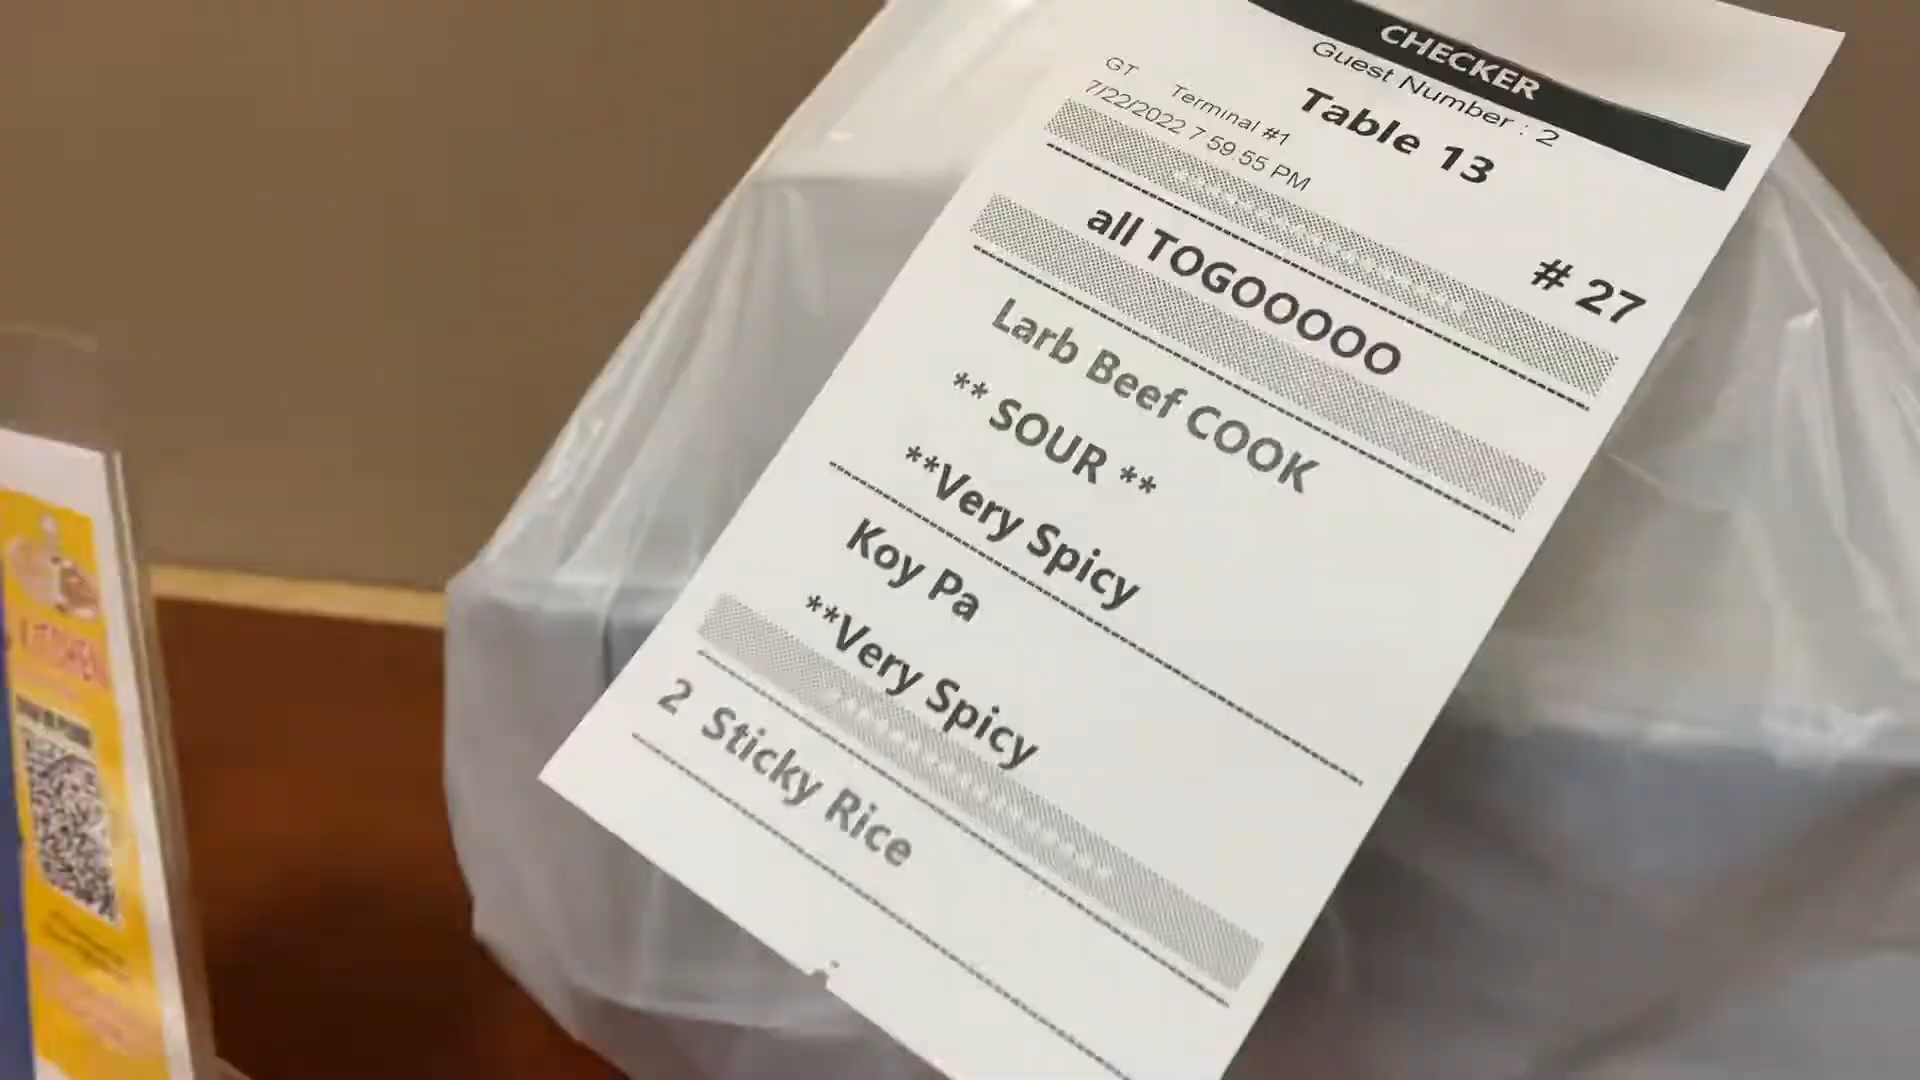 CHECKER
Guest Number : 2
Table 13
GT
Terminal #1
7/22/2022 7 59 55 PM
# 27
all TOGOOOOO
Larb Beef COOK
** SOUR **
**Very Spicy
Koy Pa
**Very Spicy
2 Sticky Rice